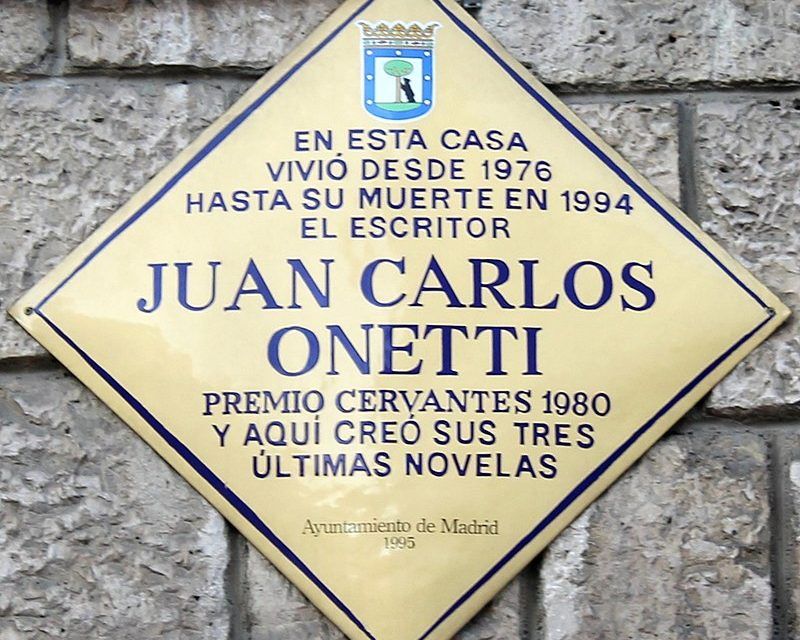 EN ESTA CASA
VIVIÓ DESDE 1976
HASTA SU MUERTE EN 1994
EL ESCRITOR
JUAN CARLOS
ONETTI
PREMIO CERVANTES 1980
Y AQUÍ CREÓ SUS TRES
ÚLTIMAS NOVELAS
Ayuntamiento de Madrid
1995